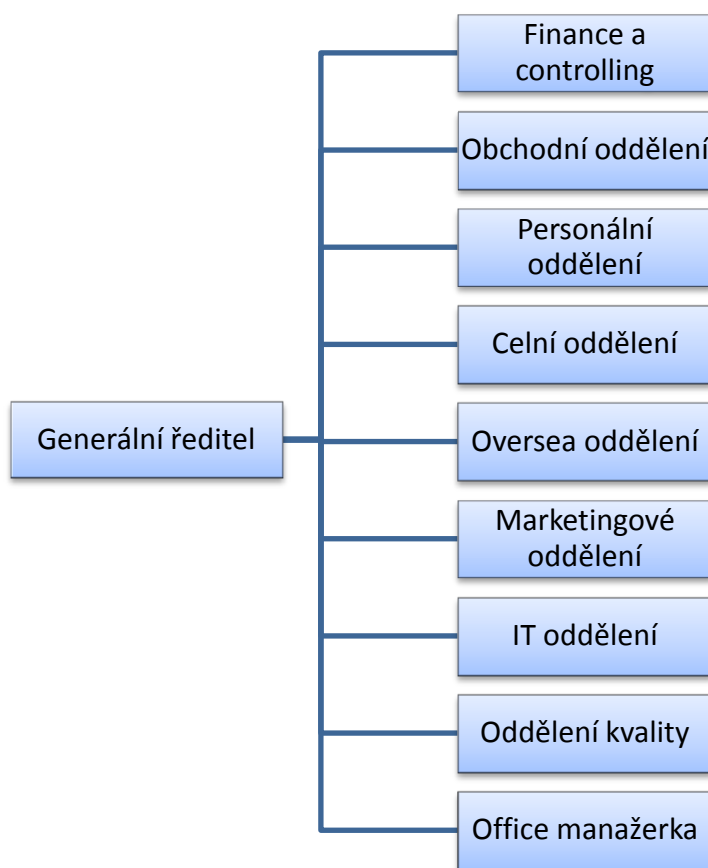 Finance a
controlling
Obchodní oddělení
Personální
oddělení
Celní oddělení
Generální ředitel
Oversea oddělení
Marketingové
oddělení
IT oddělení
Oddělení kvality
Office manažerka